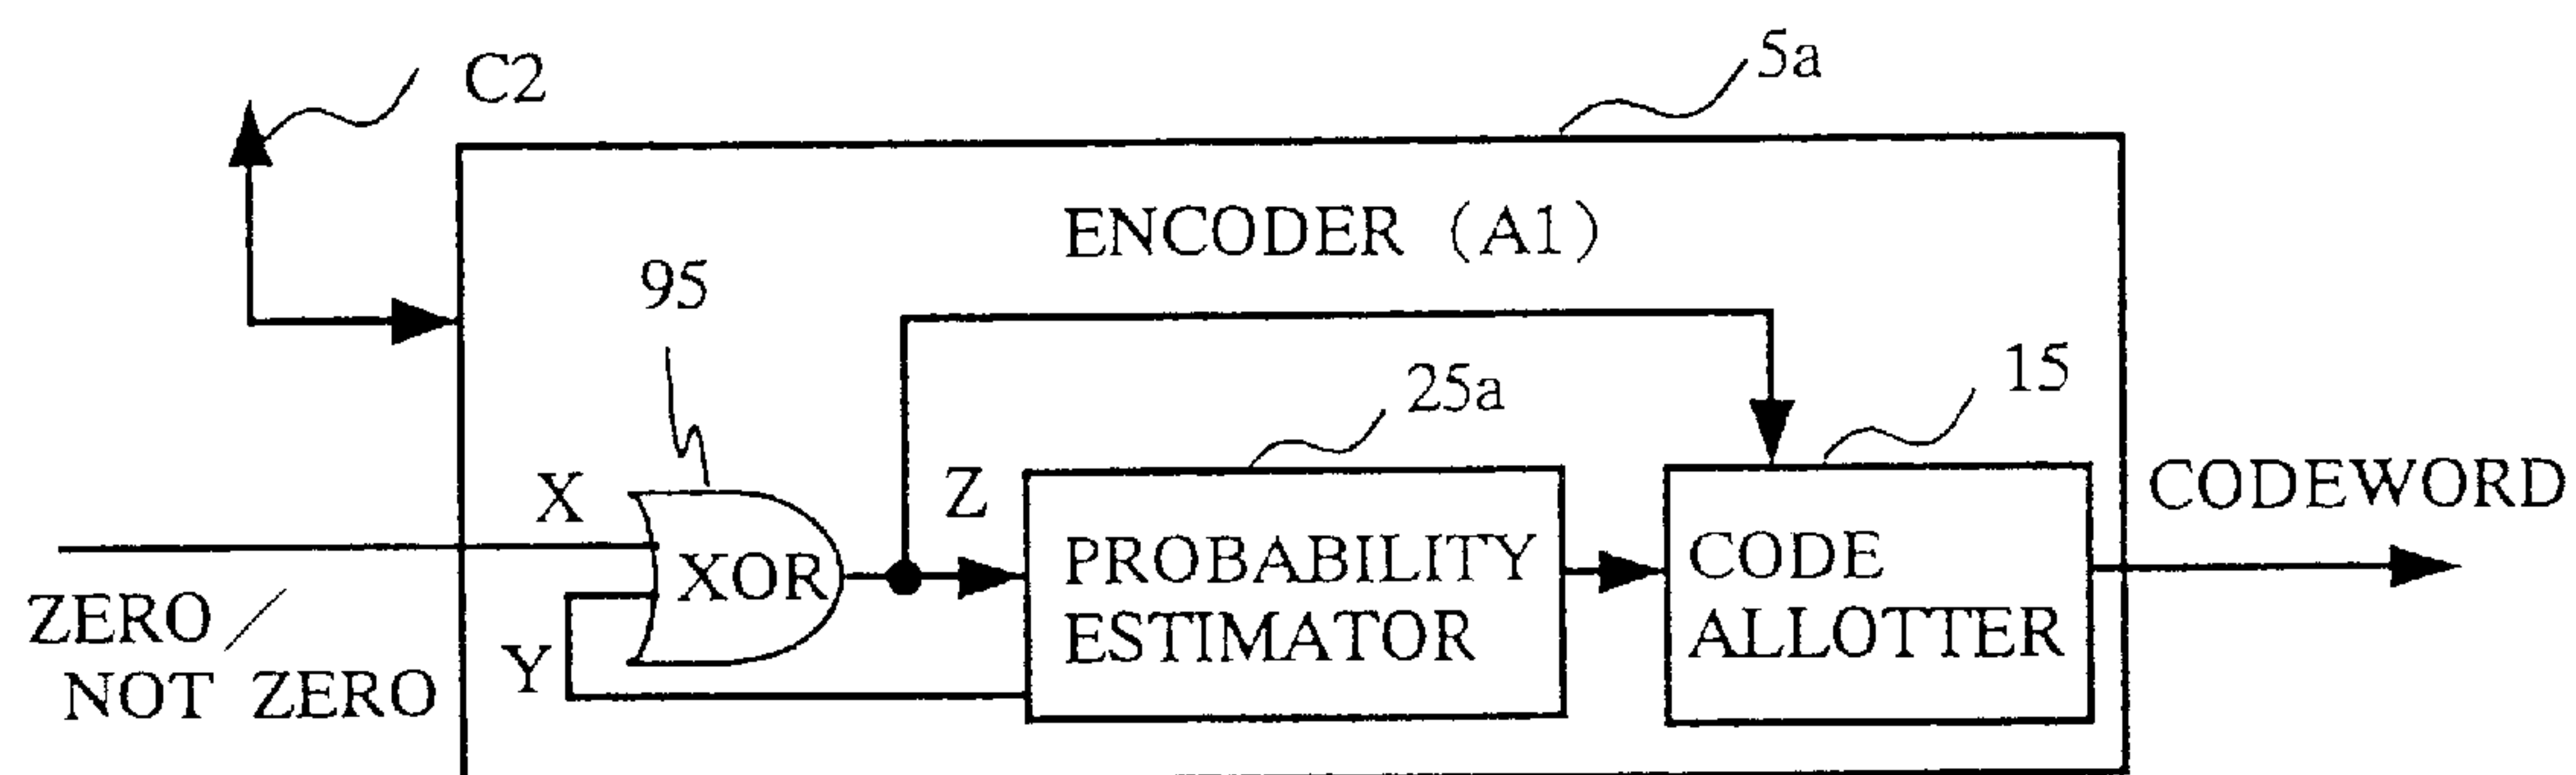 C2
5a
ENCODER (A1)
95
25a
15
X
Z
CODEWORD
XOR
PROBABILITY
ESTIMATOR
CODE
ALLOTTER
ZERO /
NOT ZERO
Y